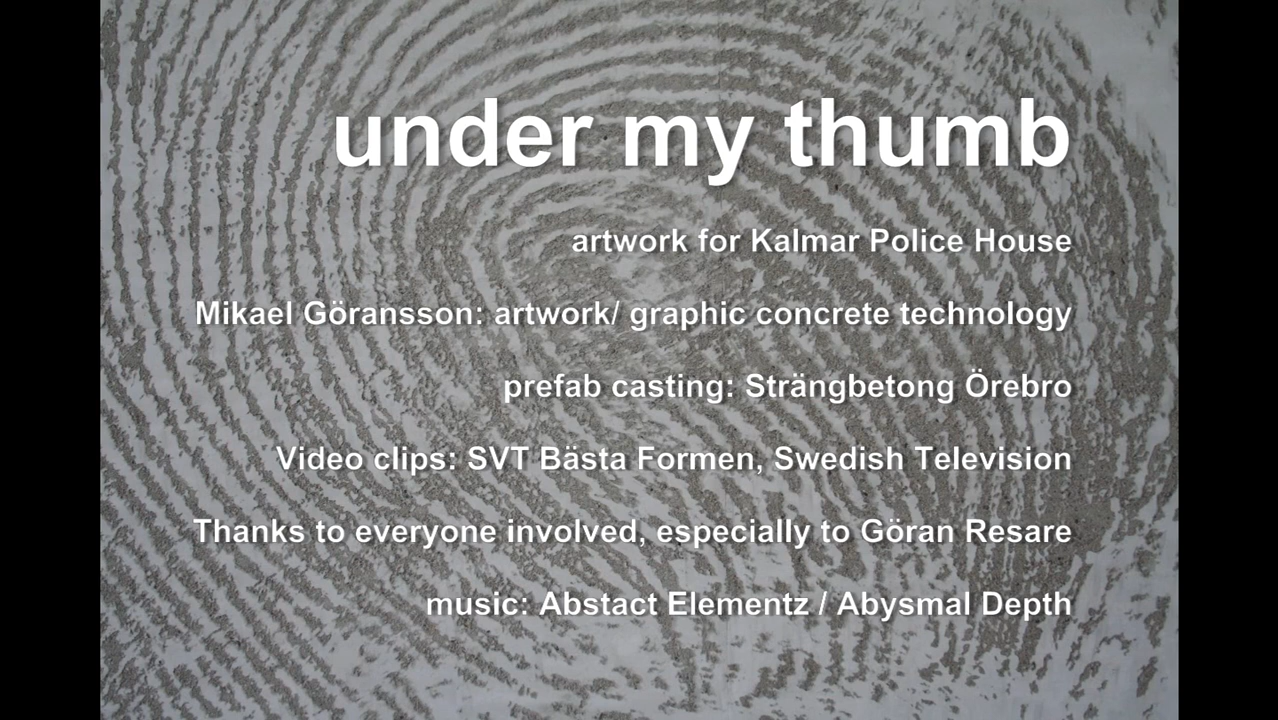 under my thumb
artwork for Kalmar Police House
Mikael Göransson: artwork/ graphic concrete technology
prefab casting: Strängbetong Örebro
Video clips: SVT Bästa Formen, Swedish Television
Thanks to everyone involved, especially to Göran Resare
music: Abstact Elementz / Abysmal Depth